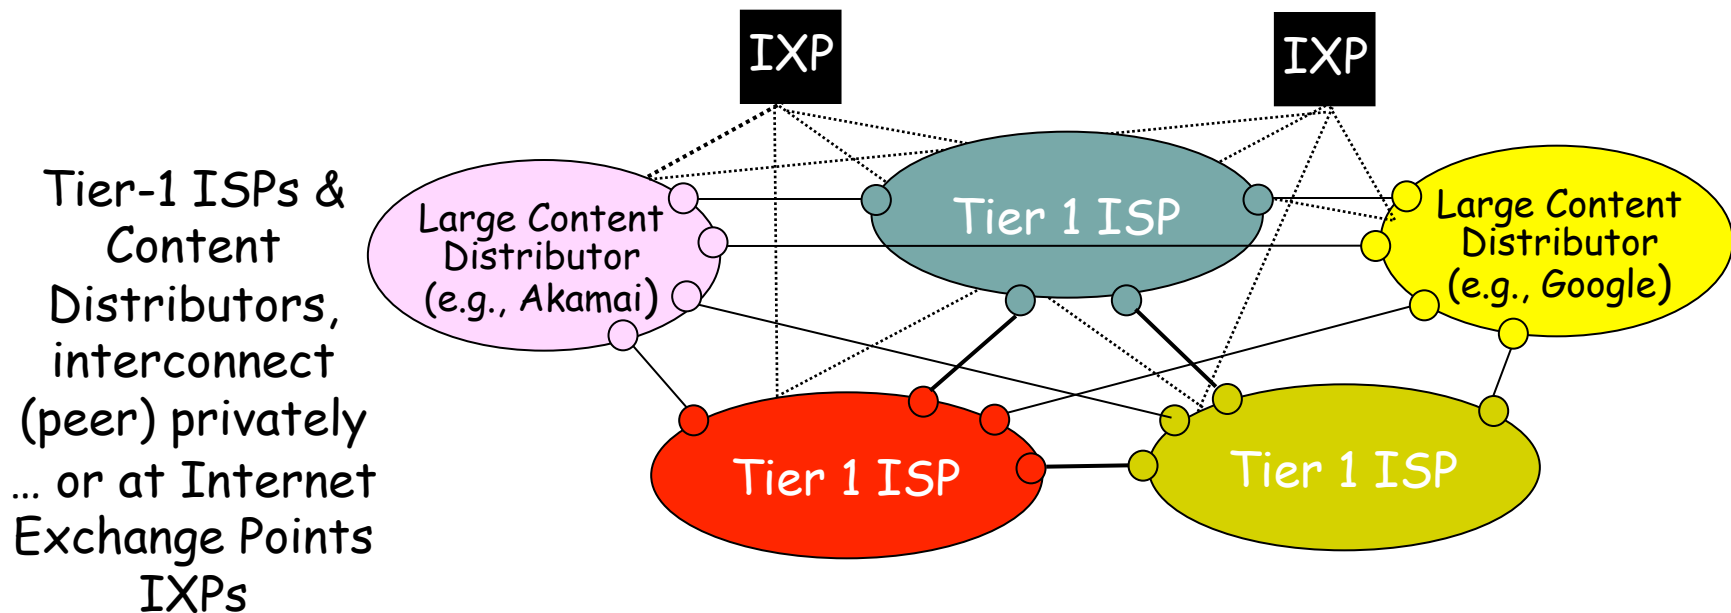 IXP
IXP
Tier-1 ISPs &
Content
Distributors,
interconnect
(peer) privately
… or at Internet
Exchange Points
IXPs
Large Content
Distributor
(e.g., Akamai)
Tier 1 ISP
Large Content
Distributor
(e.g., Google)
Tier 1 ISP
Tier 1 ISP